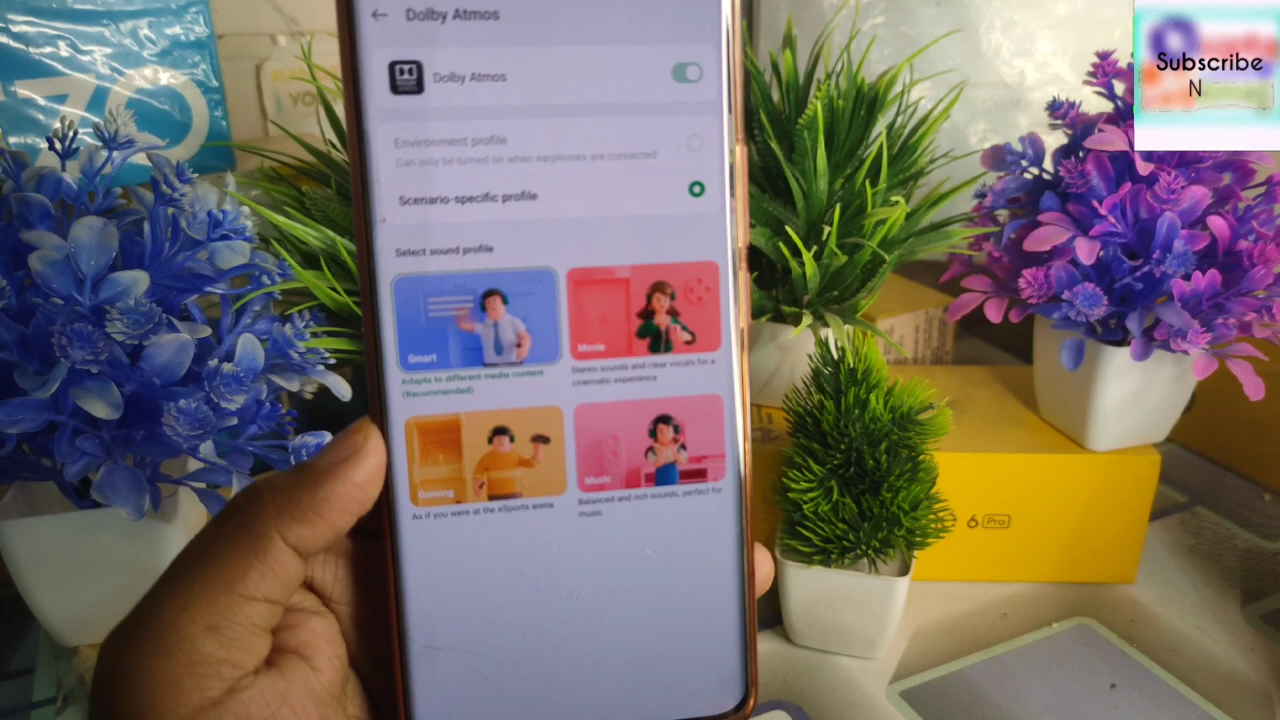 Dolby Atmos
Subscribe
N
Dolby Atmos
Environment profile
Can only be turned on when earphones are connected
Scenario-specific profile
Select sound profile
Smart
Movie
Adapts to different media content
(Recommended)
Stereo sounds and clear vocals for a
cinematic experience
Gaming
Music
As if you were at the eSports arena
Balanced and rich sounds, perfect for
music
6 Pro